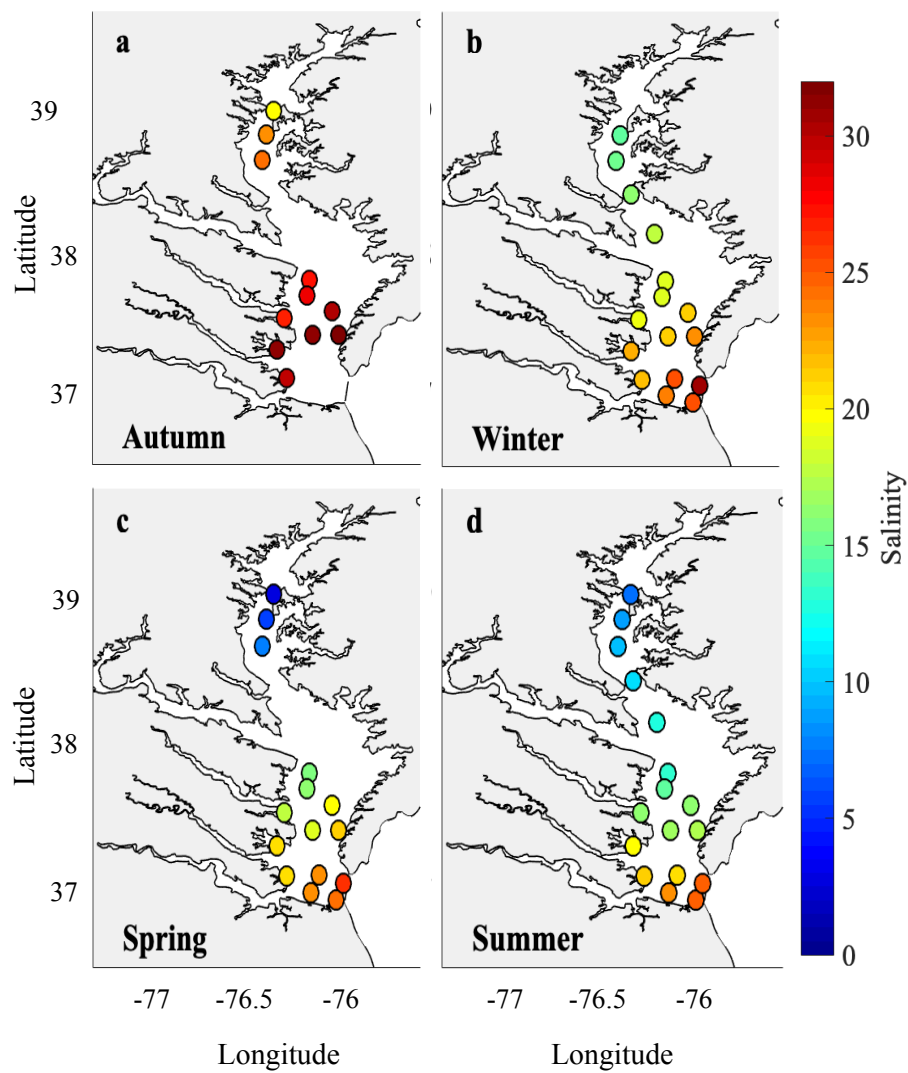 a
b
39
38
37
Latitude
Autumn
Winter
30
25
20
15
10
5
0
Salinity
c
d
39
38
37
Latitude
Spring
Summer
-77 -76.5 -76
-77 -76.5 -76
Longitude
Longitude